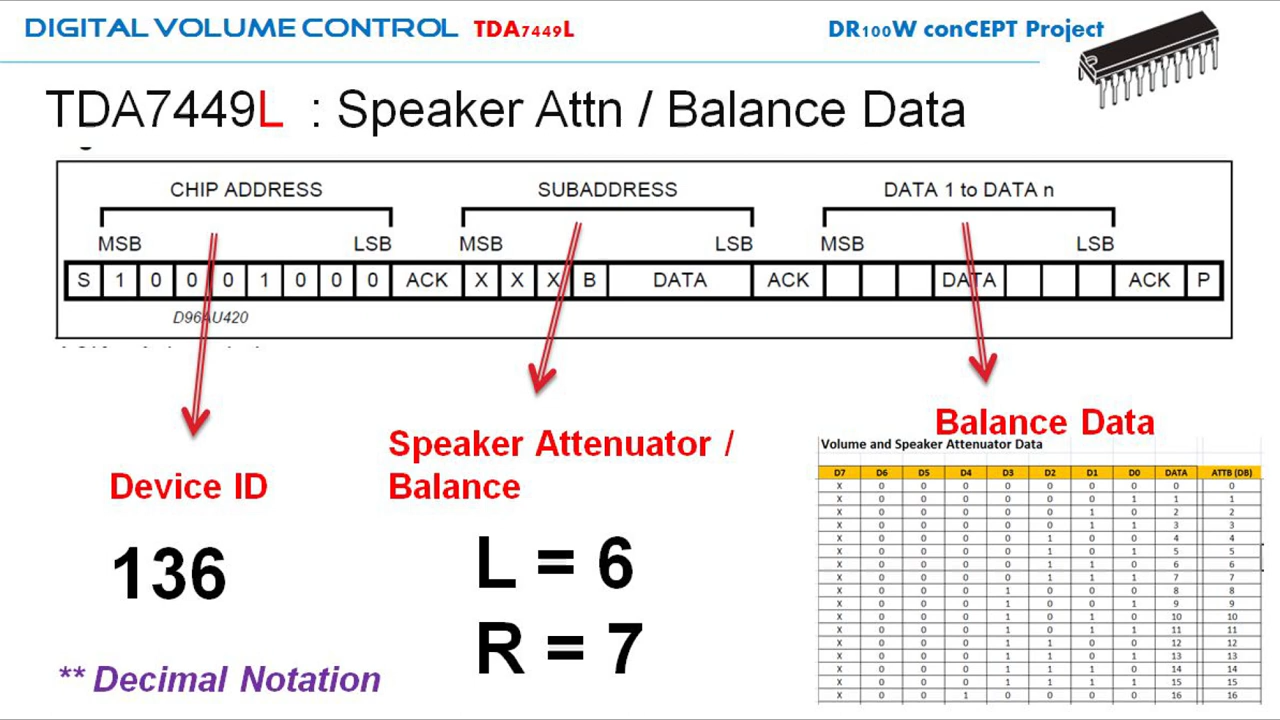 DIGITAL VOLUME CONTROL TDA7449L
DR100W conCEPT Project
TDA7449L : Speaker Attn / Balance Data
CHIP ADDRESS SUBADDRESS DATA 1 to DATA n
MSB LSB MSB LSB MSB LSB
S 1 0 0 0 1 0 0 0 ACK X X X B DATA ACK DATA ACK P
D96AU420
Balance Data
Speaker Attenuator /
Balance
Device ID
136
L = 6
R = 7
** Decimal Notation
Volume and Speaker Attenuator Data
D7 D6 D5 D4 D3 D2 D1 D0 DATA ATTB (DB)
X 0 0 0 0 0 0 0 0 0
X 0 0 0 0 0 0 1 1 1
X 0 0 0 0 0 1 0 2 2
X 0 0 0 0 0 1 1 3 3
X 0 0 0 0 1 0 0 4 4
X 0 0 0 0 1 0 1 5 5
X 0 0 0 0 1 1 0 6 6
X 0 0 0 0 1 1 1 7 7
X 0 0 0 1 0 0 0 8 8
X 0 0 0 1 0 0 1 9 9
X 0 0 0 1 0 1 0 10 10
X 0 0 0 1 0 1 1 11 11
X 0 0 0 1 1 0 0 12 12
X 0 0 0 1 1 0 1 13 13
X 0 0 0 1 1 1 0 14 14
X 0 0 0 1 1 1 1 15 15
X 0 0 1 0 0 0 0 16 16